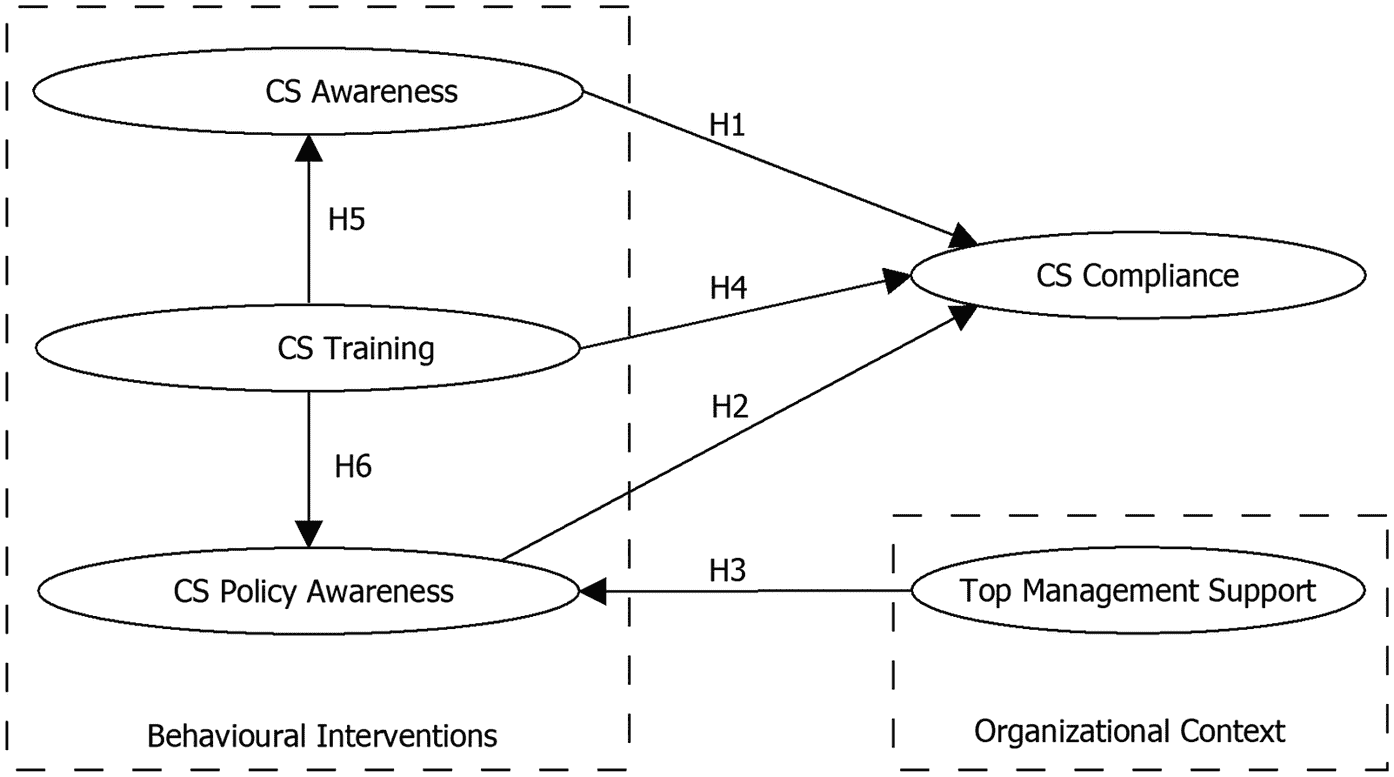 CS Awareness
H1
H5
CS Compliance
H4
CS Training
H2
H6
H3
CS Policy Awareness
Top Management Support
Behavioural Interventions
Organizational Context